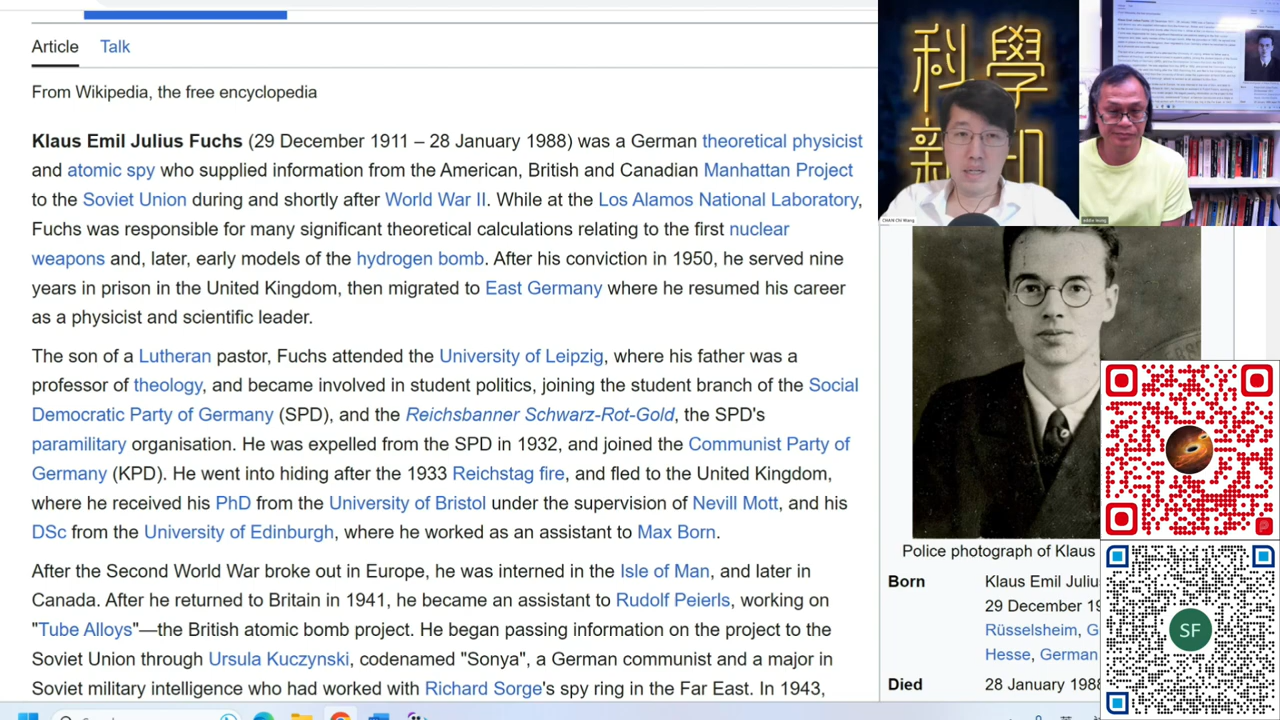 Article Talk
From Wikipedia, the free encyclopedia
Klaus Emil Julius Fuchs (29 December 1911 – 28 January 1988) was a German theoretical physicist
and atomic spy who supplied information from the American, British and Canadian Manhattan Project
to the Soviet Union during and shortly after World War II. While at the Los Alamos National Laboratory,
Fuchs was responsible for many significant theoretical calculations relating to the first nuclear
weapons and, later, early models of the hydrogen bomb. After his conviction in 1950, he served nine
years in prison in the United Kingdom, then migrated to East Germany where he resumed his career
as a physicist and scientific leader.
The son of a Lutheran pastor, Fuchs attended the University of Leipzig, where his father was a
professor of theology, and became involved in student politics, joining the student branch of the Social
Democratic Party of Germany (SPD), and the Reichsbanner Schwarz-Rot-Gold, the SPD's
paramilitary organisation. He was expelled from the SPD in 1932, and joined the Communist Party of
Germany (KPD). He went into hiding after the 1933 Reichstag fire, and fled to the United Kingdom,
where he received his PhD from the University of Bristol under the supervision of Nevill Mott, and his
DSc from the University of Edinburgh, where he worked as an assistant to Max Born.
After the Second World War broke out in Europe, he was interned in the Isle of Man, and later in
Canada. After he returned to Britain in 1941, he became an assistant to Rudolf Peierls, working on
"Tube Alloys"—the British atomic bomb project. He began passing information on the project to the
Soviet Union through Ursula Kuczynski, codenamed "Sonya", a German communist and a major in
Soviet military intelligence who had worked with Richard Sorge's spy ring in the Far East. In 1943,
科學
新知
CHAN Chi Wang
Police photograph of Klaus
Born Klaus Emil Juliu
29 December 19
Rüsselsheim, G
Hesse, German
Died 28 January 1988
SF